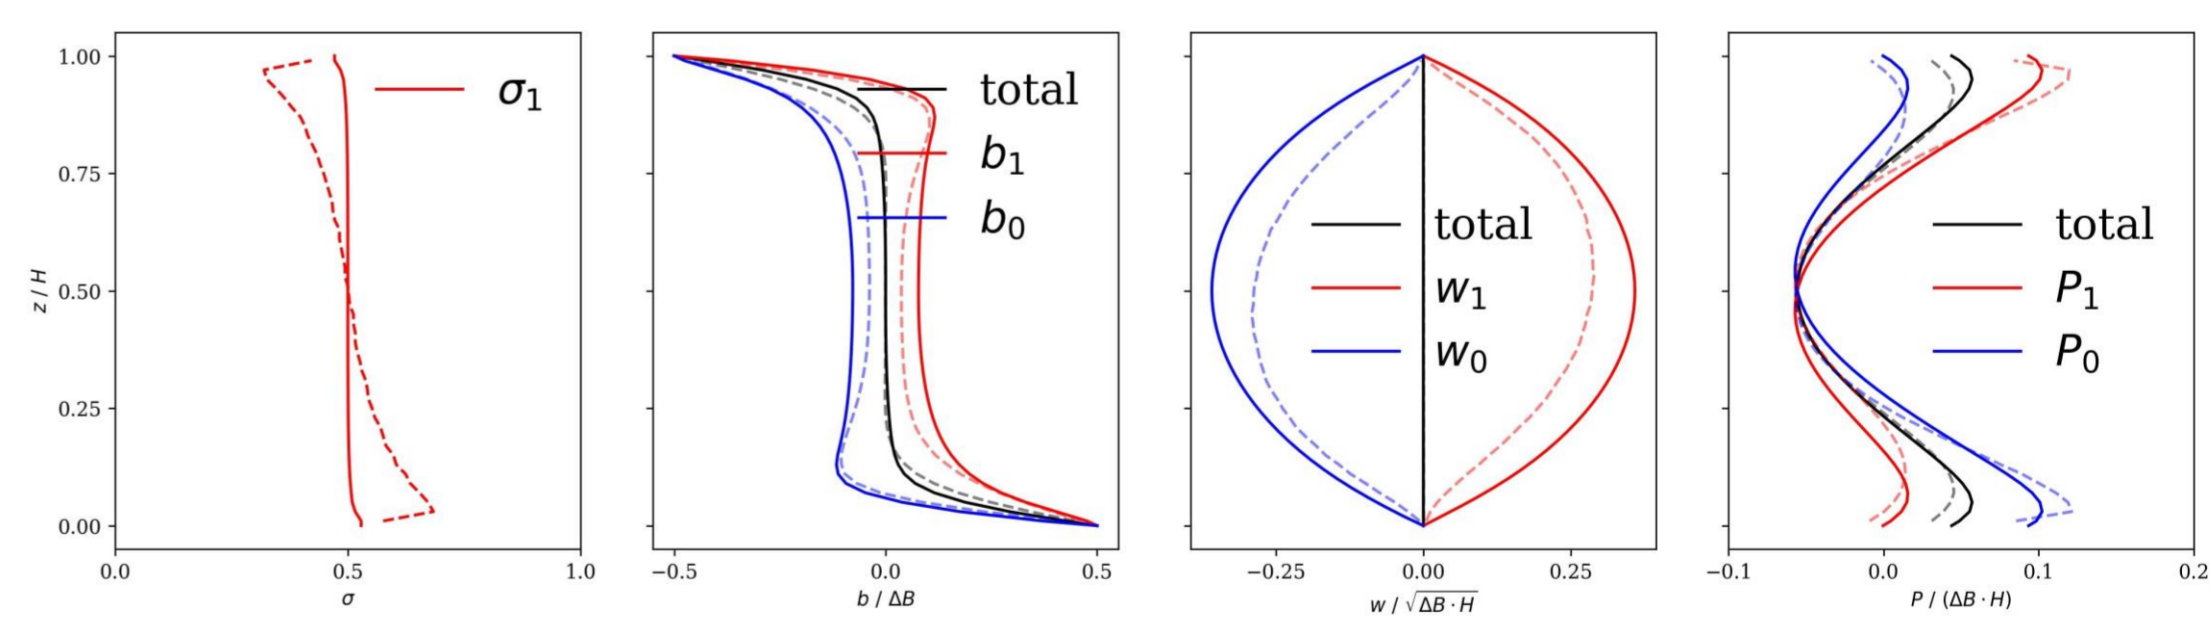 1.00
0.75
0.50
0.25
0.00
z / H
0.0 0.5 1.0
σ
σ₁
total
b₁
b₀
−0.5 0.0 0.5
b / ΔB
total
w₁
w₀
−0.25 0.00 0.25
w / √ΔB · H
total
P₁
P₀
−0.1 0.0 0.1 0.2
P / (ΔB · H)